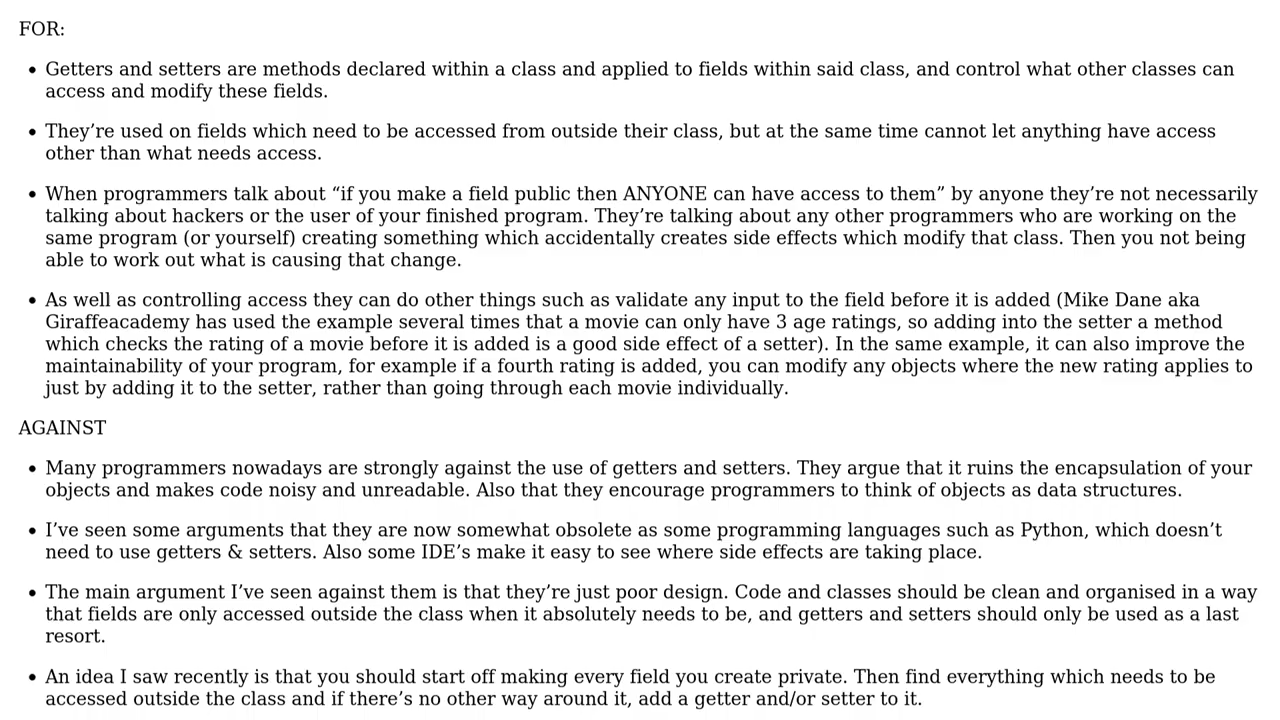 FOR:
• Getters and setters are methods declared within a class and applied to fields within said class, and control what other classes can
access and modify these fields.
• They’re used on fields which need to be accessed from outside their class, but at the same time cannot let anything have access
other than what needs access.
• When programmers talk about “if you make a field public then ANYONE can have access to them” by anyone they’re not necessarily
talking about hackers or the user of your finished program. They’re talking about any other programmers who are working on the
same program (or yourself) creating something which accidentally creates side effects which modify that class. Then you not being
able to work out what is causing that change.
• As well as controlling access they can do other things such as validate any input to the field before it is added (Mike Dane aka
Giraffeacademy has used the example several times that a movie can only have 3 age ratings, so adding into the setter a method
which checks the rating of a movie before it is added is a good side effect of a setter). In the same example, it can also improve the
maintainability of your program, for example if a fourth rating is added, you can modify any objects where the new rating applies to
just by adding it to the setter, rather than going through each movie individually.
AGAINST
• Many programmers nowadays are strongly against the use of getters and setters. They argue that it ruins the encapsulation of your
objects and makes code noisy and unreadable. Also that they encourage programmers to think of objects as data structures.
• I’ve seen some arguments that they are now somewhat obsolete as some programming languages such as Python, which doesn’t
need to use getters & setters. Also some IDE’s make it easy to see where side effects are taking place.
• The main argument I’ve seen against them is that they’re just poor design. Code and classes should be clean and organised in a way
that fields are only accessed outside the class when it absolutely needs to be, and getters and setters should only be used as a last
resort.
• An idea I saw recently is that you should start off making every field you create private. Then find everything which needs to be
accessed outside the class and if there’s no other way around it, add a getter and/or setter to it.